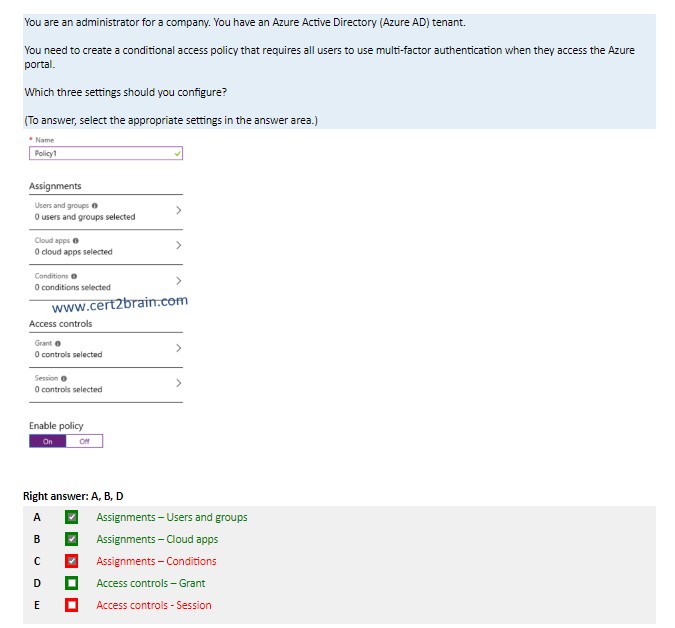 You are an administrator for a company. You have an Azure Active Directory (Azure AD) tenant.
You need to create a conditional access policy that requires all users to use multi-factor authentication when they access the Azure
portal.
Which three settings should you configure?
(To answer, select the appropriate settings in the answer area.)
* Name
Policy1
Assignments
Users and groups
0 users and groups selected
Cloud apps
0 cloud apps selected
Conditions
0 conditions selected
www.cert2brain.com
Access controls
Grant
0 controls selected
Session
0 controls selected
Enable policy
On Off
Right answer: A, B, D
A Assignments – Users and groups
B Assignments – Cloud apps
C Assignments – Conditions
D Access controls – Grant
E Access controls - Session